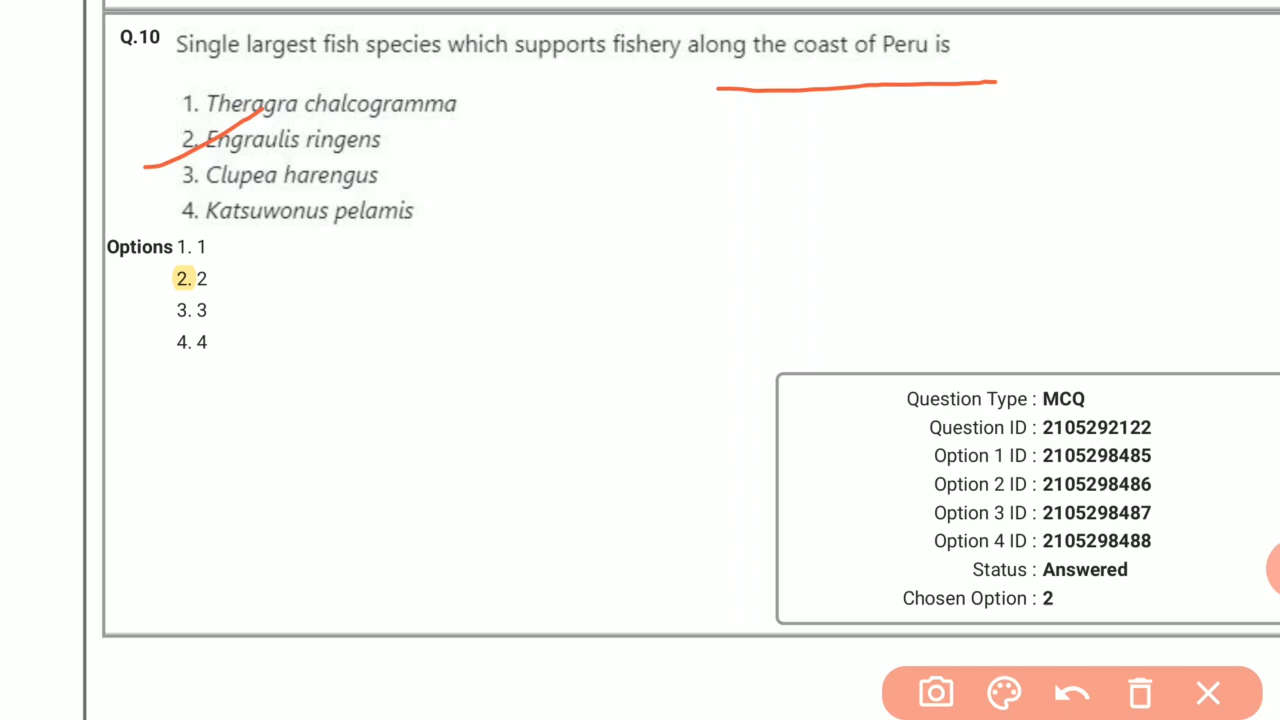 Q.10 Single largest fish species which supports fishery along the coast of Peru is
1. Theragra chalcogramma
2. Engraulis ringens
3. Clupea harengus
4. Katsuwonus pelamis
Options 1. 1
2. 2
3. 3
4. 4
Question Type : MCQ
Question ID : 2105292122
Option 1 ID : 2105298485
Option 2 ID : 2105298486
Option 3 ID : 2105298487
Option 4 ID : 2105298488
Status : Answered
Chosen Option : 2